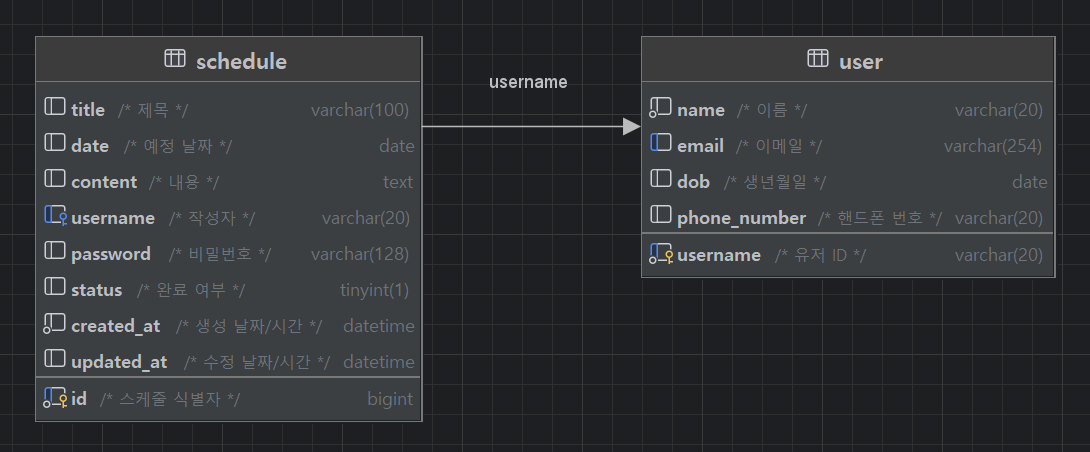 schedule
title /* 제목 */ varchar(100)
date /* 예정 날짜 */ date
content /* 내용 */ text
username /* 작성자 */ varchar(20)
password /* 비밀번호 */ varchar(128)
status /* 완료 여부 */ tinyint(1)
created_at /* 생성 날짜/시간 */ datetime
updated_at /* 수정 날짜/시간 */ datetime
id /* 스케줄 식별자 */ bigint
username
user
name /* 이름 */ varchar(20)
email /* 이메일 */ varchar(254)
dob /* 생년월일 */ date
phone_number /* 핸드폰 번호 */ varchar(20)
username /* 유저 ID */ varchar(20)